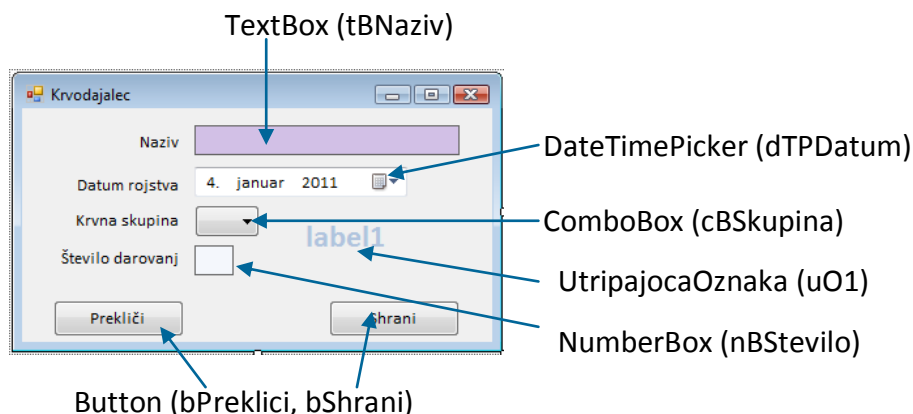 TextBox (tBNaziv)
Krvodajalec
Naziv
DateTimePicker (dTPDatum)
Datum rojstva 4. januar 2011
Krvna skupina
ComboBox (cBSkupina)
label1
Število darovanj
UtripajocaOznaka (uO1)
Prekliči
Shrani
NumberBox (nBStevilo)
Button (bPreklici, bShrani)